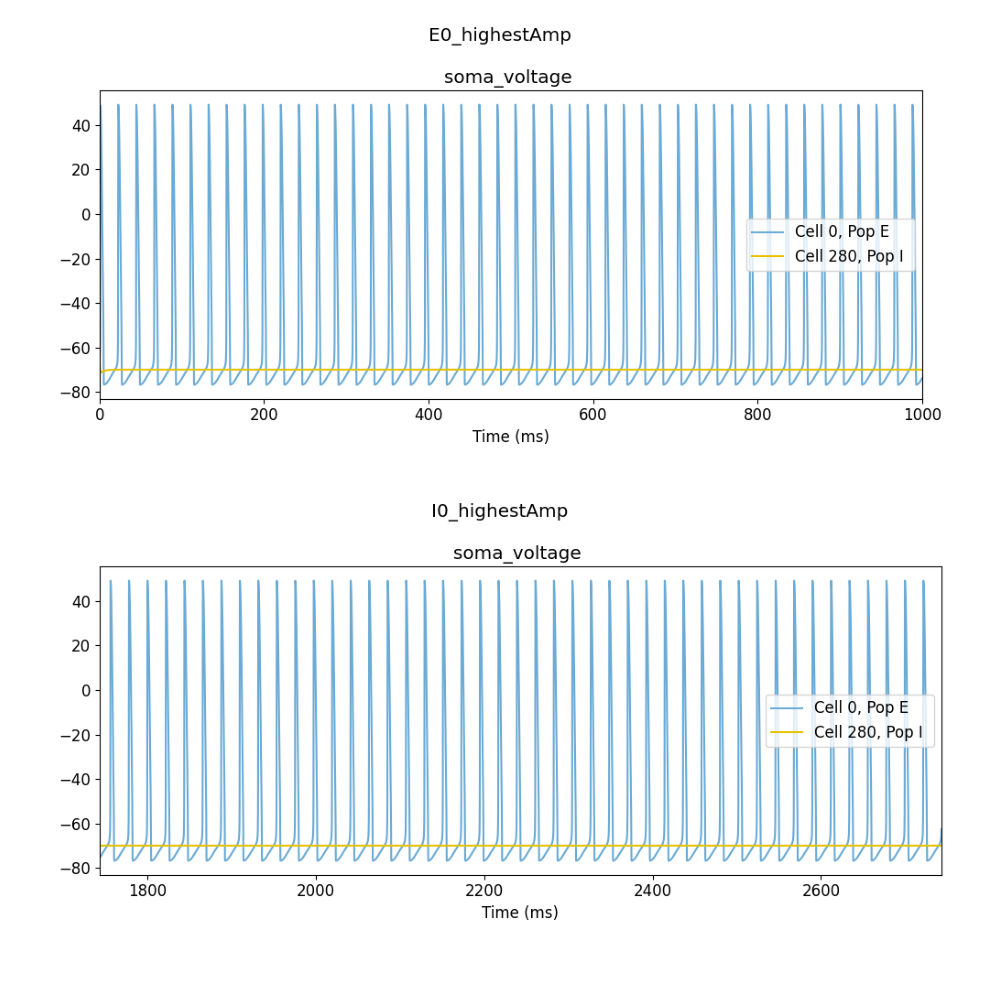 E0_highestAmp
soma_voltage
40
20
0
−20
−40
−60
−80
Cell 0, Pop E
Cell 280, Pop I
0 200 400 600 800 1000
Time (ms)
I0_highestAmp
soma_voltage
40
20
0
−20
−40
−60
−80
Cell 0, Pop E
Cell 280, Pop I
1800 2000 2200 2400 2600
Time (ms)